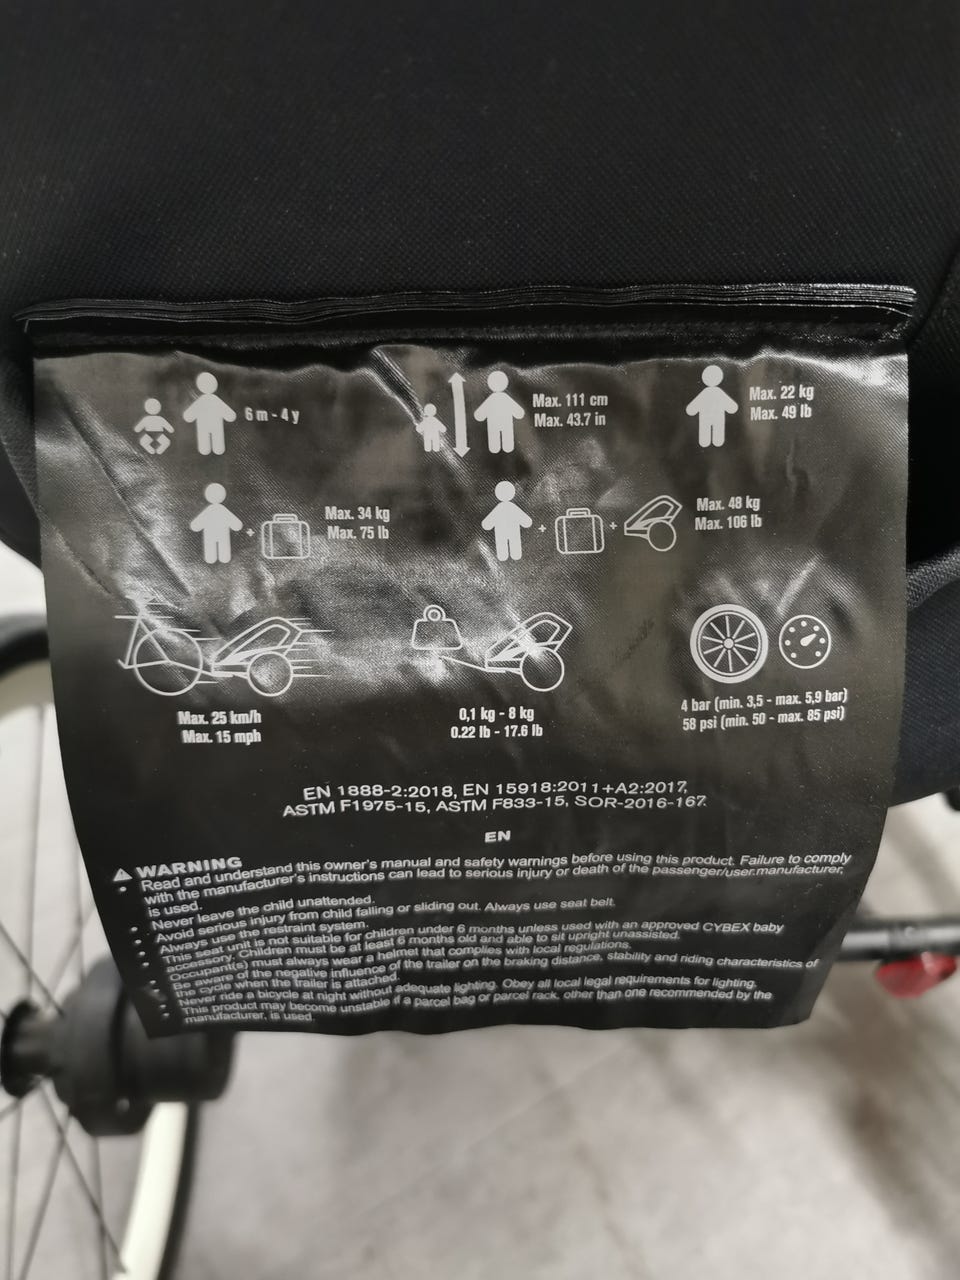 6 m - 4 y
Max. 111 cm
Max. 43.7 in
Max. 22 kg
Max. 49 lb
+
Max. 34 kg
Max. 75 lb
+ +
Max. 48 kg
Max. 106 lb
Max. 25 km/h
Max. 15 mph
0,1 kg - 8 kg
0.22 lb - 17.6 lb
4 bar (min. 3,5 - max. 5,9 bar)
58 psi (min. 50 - max. 85 psi)
EN 1888-2:2018, EN 15918:2011+A2:2017,
ASTM F1975-15, ASTM F833-15, SOR-2016-167.
EN
WARNING
• Read and understand this owner's manual and safety warnings before using this product. Failure to comply
with the manufacturer's instructions can lead to serious injury or death of the passenger/user.manufacturer,
is used.
• Never leave the child unattended.
• Avoid serious injury from child falling or sliding out. Always use seat belt.
• Always use the restraint system.
• This seat unit is not suitable for children under 6 months unless used with an approved CYBEX baby
accessory. Children must be at least 6 months old and able to sit upright unassisted.
• Occupant(s) must always wear a helmet that complies with local regulations.
• Be aware of the negative influence of the trailer on the braking distance, stability and riding characteristics of
the cycle when the trailer is attached.
• Never ride a bicycle at night without adequate lighting. Obey all local legal requirements for lighting.
• This product may become unstable if a parcel bag or parcel rack, other than one recommended by the
manufacturer, is used.